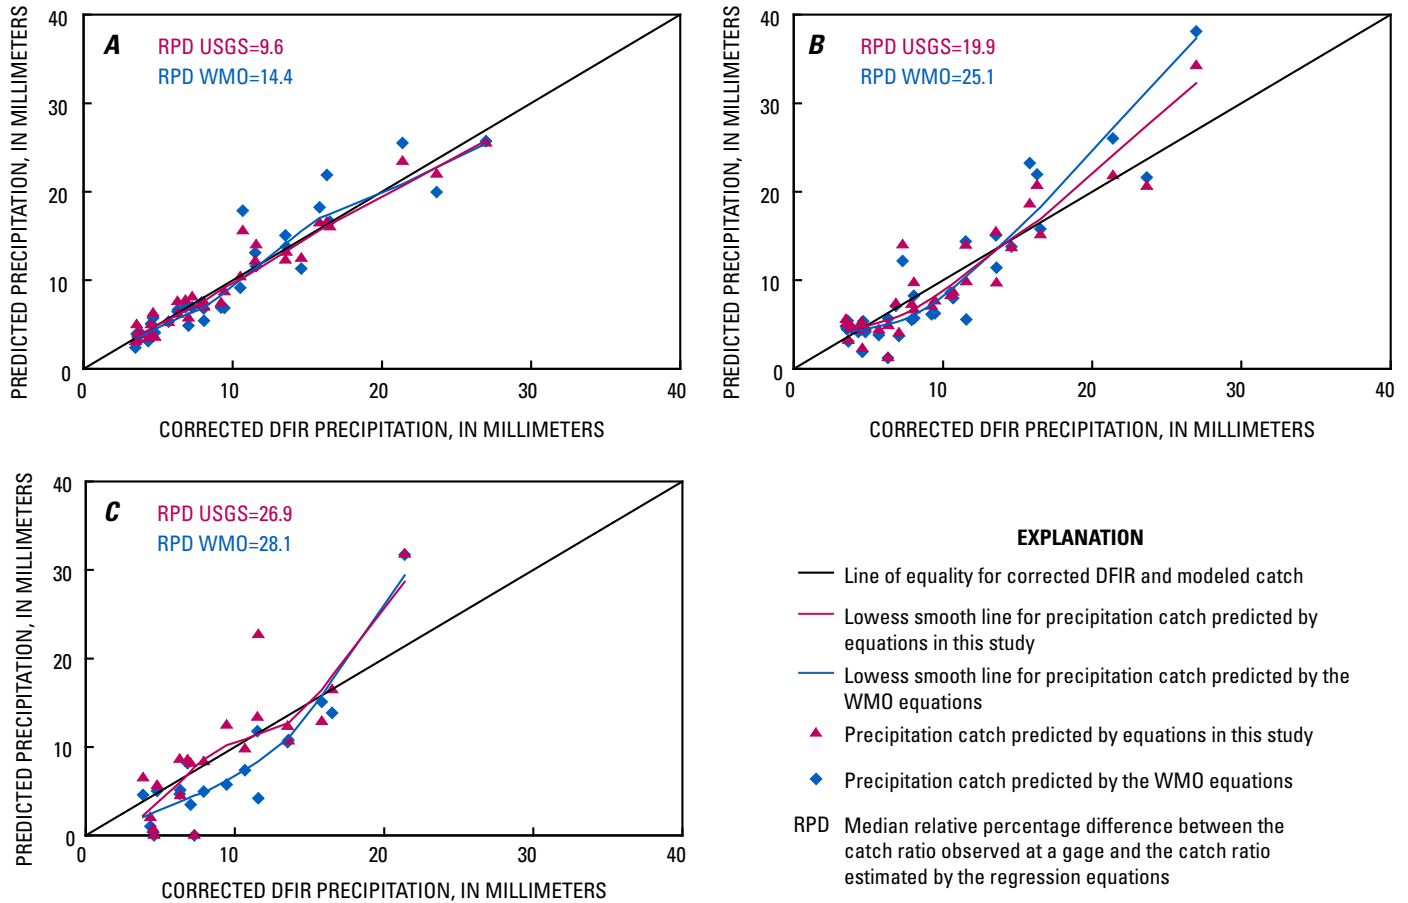 PREDICTED PRECIPITATION, IN MILLIMETERS
40
30
20
10
0
A
RPD USGS=9.6
RPD WMO=14.4
0
10
20
30
40
CORRECTED DFIR PRECIPITATION, IN MILLIMETERS
PREDICTED PRECIPITATION, IN MILLIMETERS
40
30
20
10
0
B
RPD USGS=19.9
RPD WMO=25.1
0
10
20
30
40
CORRECTED DFIR PRECIPITATION, IN MILLIMETERS
PREDICTED PRECIPITATION, IN MILLIMETERS
40
30
20
10
0
C
RPD USGS=26.9
RPD WMO=28.1
0
10
20
30
40
CORRECTED DFIR PRECIPITATION, IN MILLIMETERS
EXPLANATION
Line of equality for corrected DFIR and modeled catch
Lowess smooth line for precipitation catch predicted by
equations in this study
Lowess smooth line for precipitation catch predicted by the
WMO equations
Precipitation catch predicted by equations in this study
Precipitation catch predicted by the WMO equations
RPD Median relative percentage difference between the
catch ratio observed at a gage and the catch ratio
estimated by the regression equations